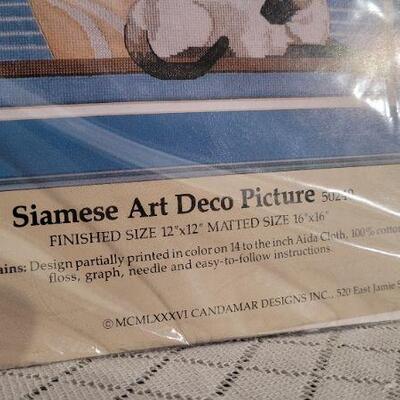 Siamese Art Deco Picture 50240
FINISHED SIZE 12"x12" MATTED SIZE 16"x16"
ains: Design partially printed in color on 14 to the inch Aida Cloth, 100% cotton
floss, graph, needle and easy-to-follow instructions.
©MCMLXXXVI CANDAMAR DESIGNS INC., 520 East Jamie S